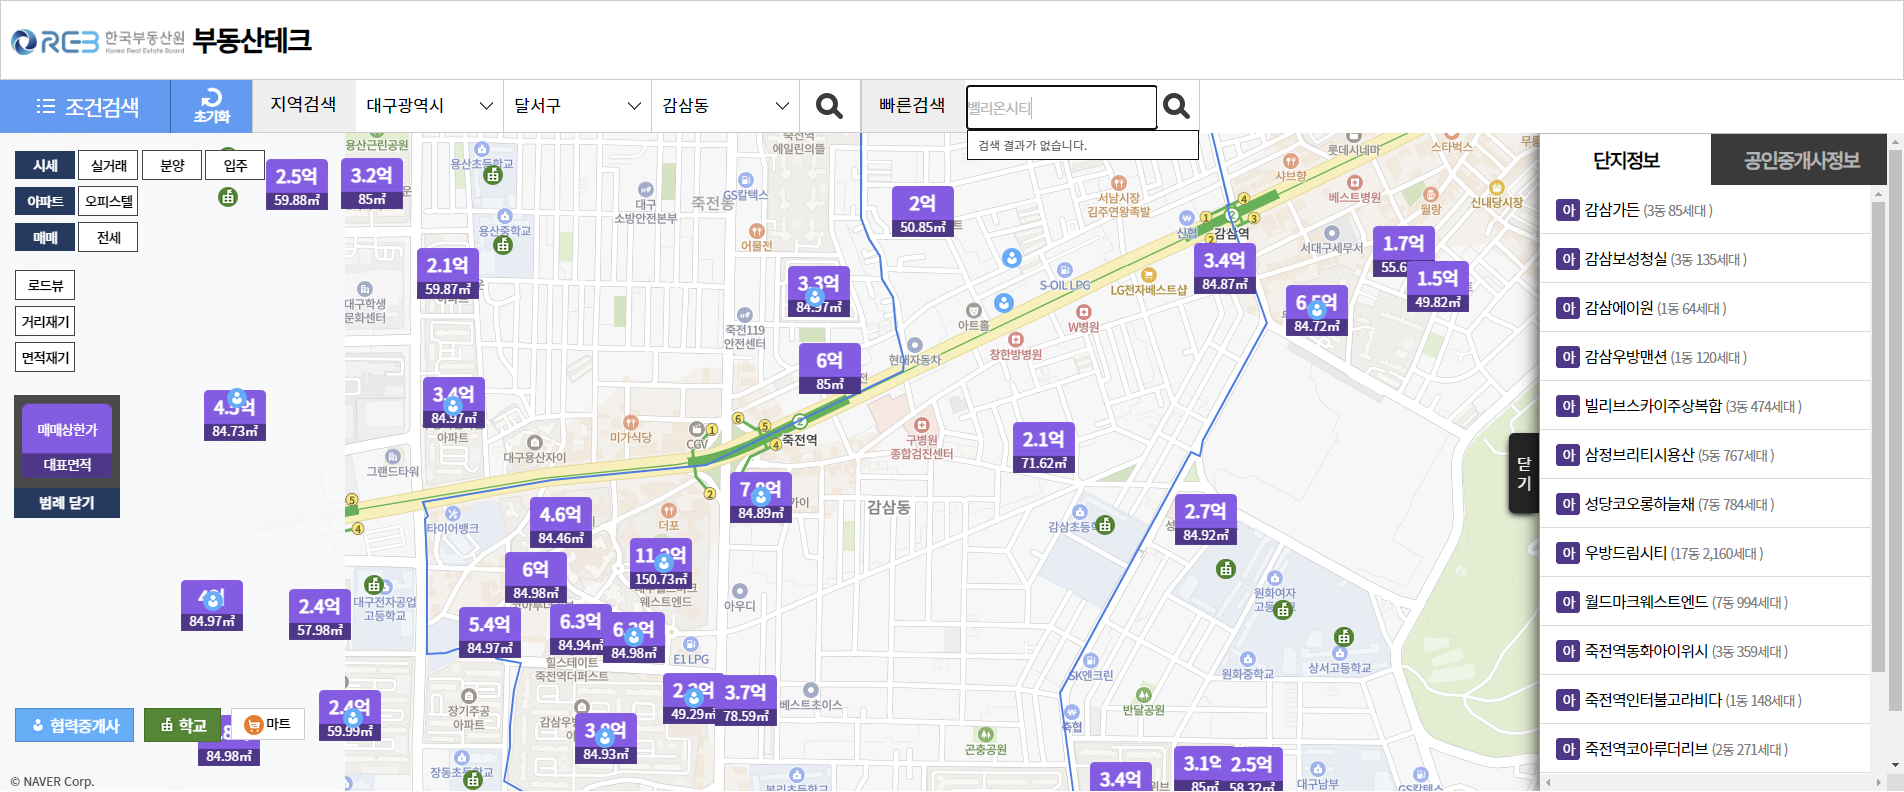 REB 한국부동산원 Korea Real Estate Board 부동산테크
조건검색 초기화 지역검색 대구광역시 달서구 감삼동 빠른검색 벨리온시티
검색 결과가 없습니다.
시세 실거래 분양 입주
아파트 오피스텔
매매 전세
로드뷰
거리재기
면적재기
매매상한가
대표면적
범례 닫기
협력중개사 학교 마트
© NAVER Corp.
2.5억
59.88㎡
3.2억
85㎡
2억
50.85㎡
2.1억
59.87㎡
3.3억
84.97㎡
3.4억
84.87㎡
1.7억
55.6
1.5억
49.82㎡
84.72㎡
6억
85㎡
3.4억
84.97㎡
84.73㎡
2.1억
71.62㎡
84.89㎡
4.6억
84.46㎡
2.7억
84.92㎡
150.73㎡
6억
84.98㎡
84.97㎡
2.4억
57.98㎡
5.4억
84.97㎡
6.3억
84.94㎡
84.98㎡
49.29㎡
3.7억
78.59㎡
2.4억
59.99㎡
84.98㎡
84.93㎡
3.1억
85㎡
2.5억
58.32㎡
3.4억
용산근린공원
용산초등학교
죽전역
에일린의뜰
대구
소방안전본부
죽전동
GS칼텍스
어물전
용산중학교
롯데시네마
샤브향
스타벅스
서남시장
김주연왕족발
베스트병원
월랑
신내당시장
신협
감삼역
서대구세무서
S-OIL LPG
LG전자베스트샵
대구학생
문화센터
죽전119
안전센터
아트홀
W병원
창한방병원
현대자동차
아파트
미가식당
CGV
죽전역
대구용산자이
그랜드타워
구병원
종합검진센터
감삼동
타이어뱅크
더포
감삼초등학
대구전자공업
고등학교
웨스트엔드
아우디
원화여자
고등학교
힐스테이트
죽전역더퍼스트
E1 LPG
SK엔크린
원화중학교
상서고등학교
장기주공
아파트
베스트초이스
반달공원
축협
곤충공원
장동초등학교
본리초등학교
대구남부
GS칼텍스
닫기
단지정보 공인중개사정보
아 감삼가든 (3동 85세대 )
아 감삼보성청실 (3동 135세대 )
아 감삼에이원 (1동 64세대 )
아 감삼우방맨션 (1동 120세대 )
아 빌리브스카이주상복합 (3동 474세대 )
아 삼정브리티시용산 (5동 767세대 )
아 성당코오롱하늘채 (7동 784세대 )
아 우방드림시티 (17동 2,160세대 )
아 월드마크웨스트엔드 (7동 994세대 )
아 죽전역동화아이위시 (3동 359세대 )
아 죽전역인터불고라비다 (1동 148세대 )
아 죽전역코아루더리브 (2동 271세대 )